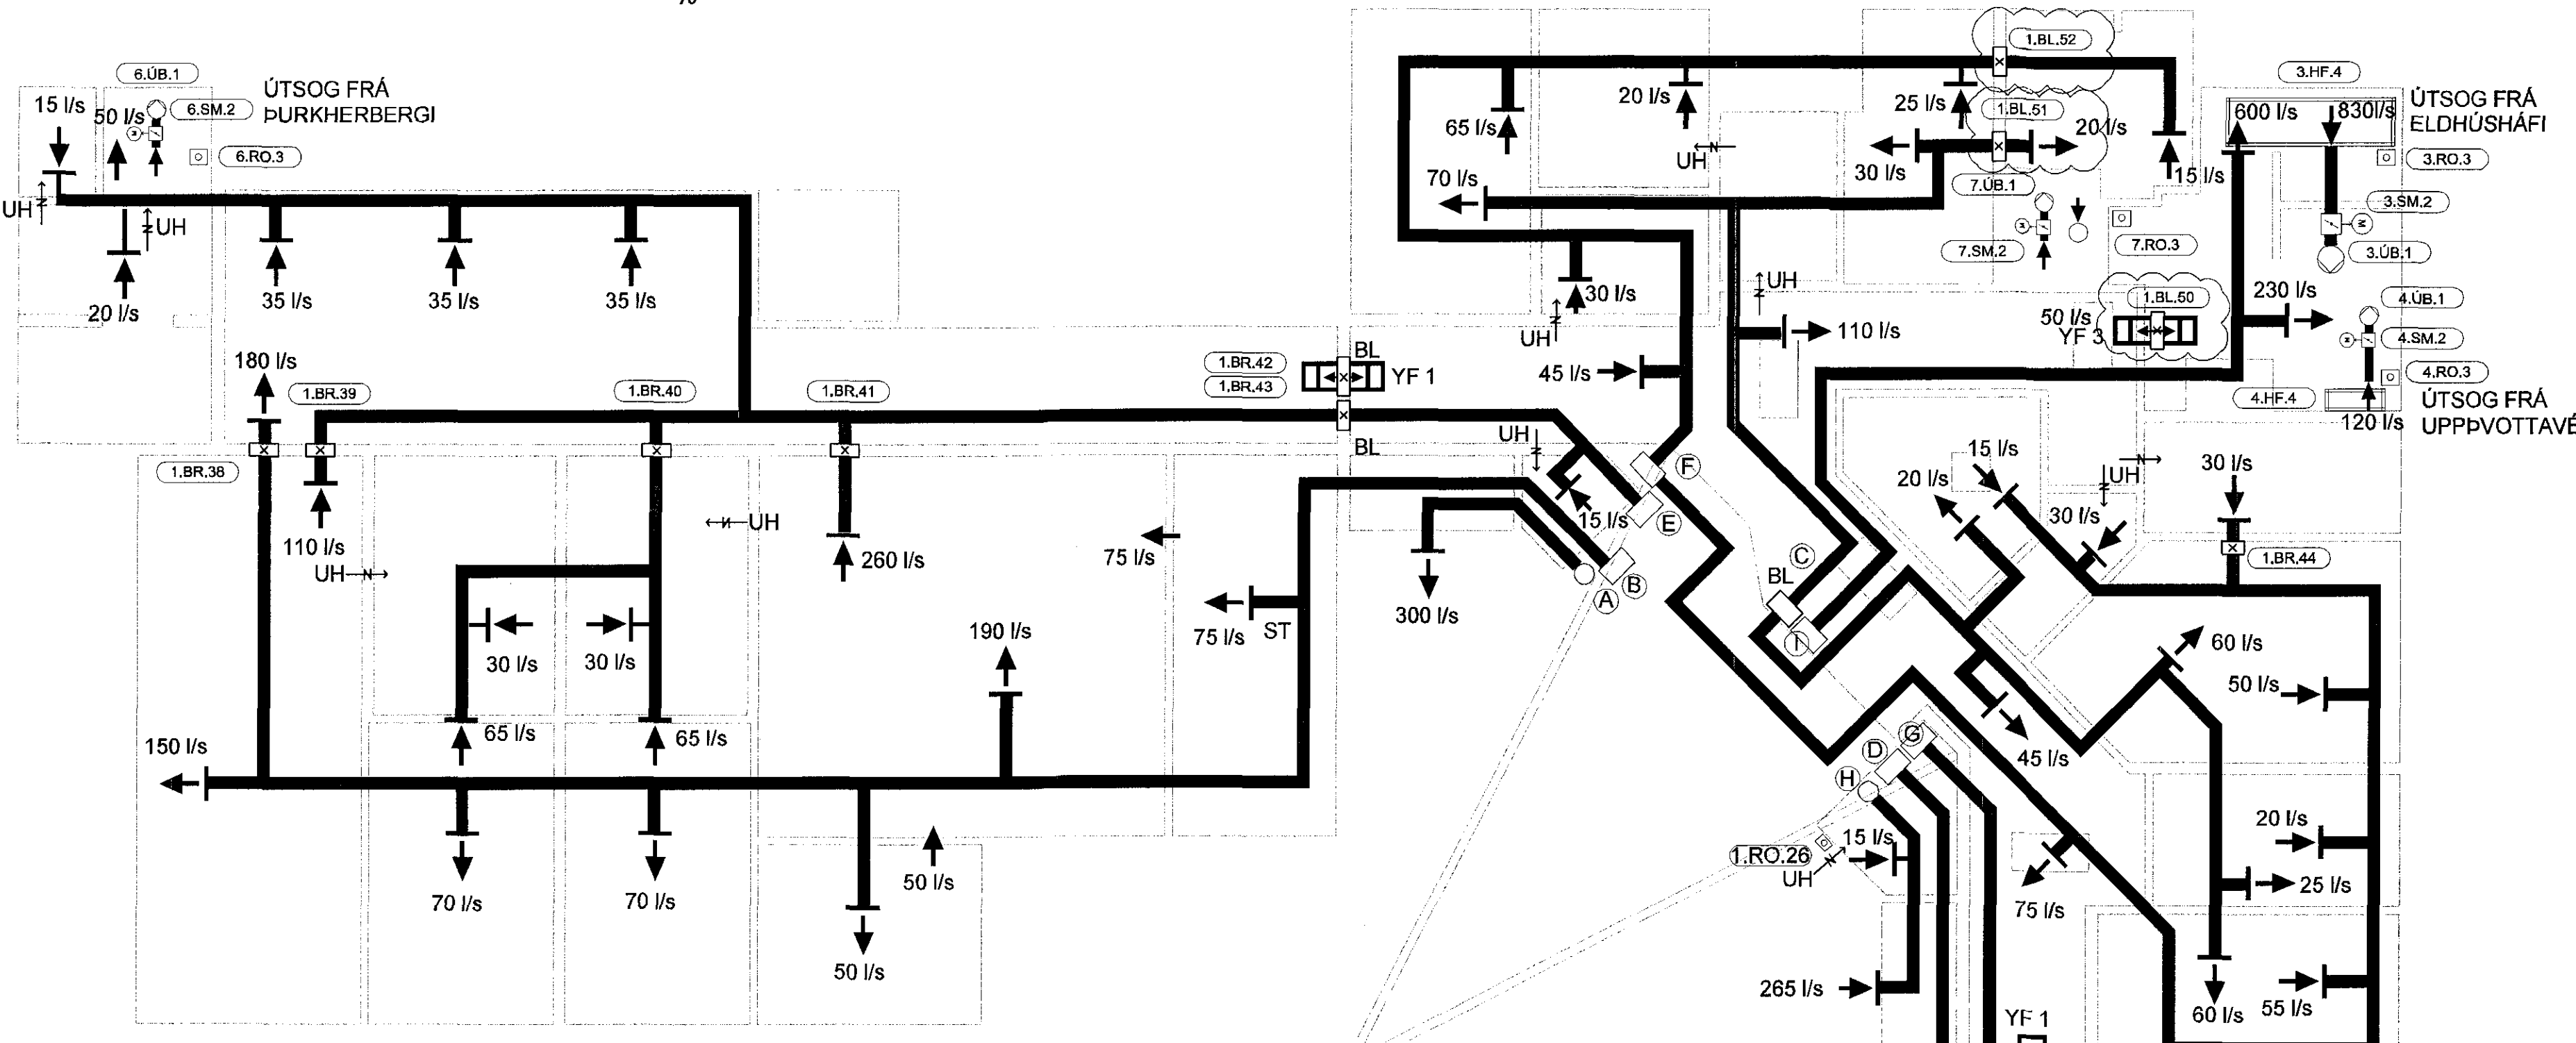 6.ÚB.1
ÚTSOG FRÁ
ÞURKHERBERGI
15 l/s
50 l/s
6.SM.2
6.RO.3
UH
UH
20 l/s
35 l/s
35 l/s
35 l/s
180 l/s
1.BR.39
1.BR.40
1.BR.41
1.BR.42
1.BR.43
BL
YF 1
BL
1.BR.38
110 l/s
UH
UH
260 l/s
30 l/s
30 l/s
65 l/s
65 l/s
150 l/s
70 l/s
70 l/s
190 l/s
50 l/s
50 l/s
75 l/s
75 l/s
ST
300 l/s
UH
15 l/s
A
B
E
F
1.BL.52
65 l/s
20 l/s
25 l/s
1.BL.51
UH
20 l/s
30 l/s
15 l/s
70 l/s
7.ÚB.1
7.SM.2
7.RO.3
30 l/s
UH
45 l/s
UH
110 l/s
3.HF.4
600 l/s
830l/s
ÚTSOG FRÁ
ELDHÚSHÁFI
3.RO.3
3.SM.2
M
3.ÚB.1
1.BL.50
50 l/s
YF 3
230 l/s
4.ÚB.1
4.SM.2
4.RO.3
4.HF.4
120 l/s
ÚTSOG FRÁ
UPPÞVOTTAVÉ
C
BL
I
20 l/s
15 l/s
30 l/s
UH
UH
30 l/s
1.BR.44
60 l/s
50 l/s
45 l/s
G
D
H
15 l/s
1.RO.26
UH
75 l/s
20 l/s
25 l/s
265 l/s
YF 1
60 l/s
55 l/s